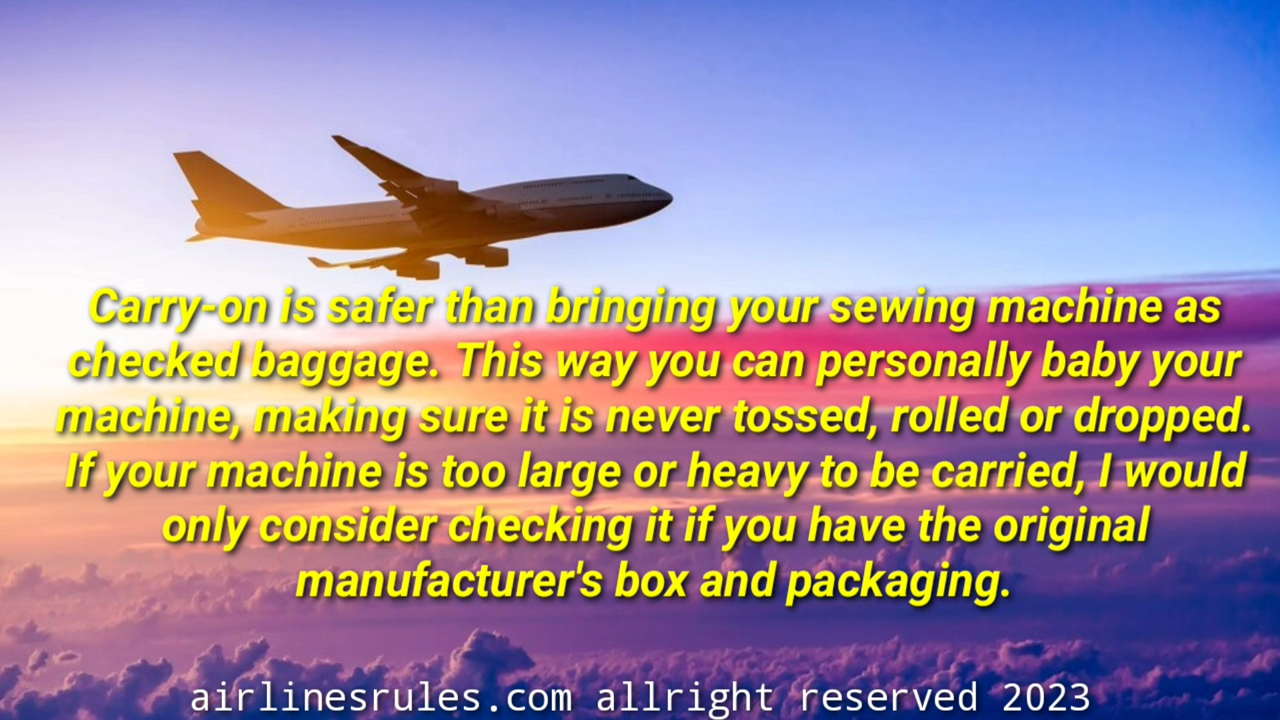 Carry-on is safer than bringing your sewing machine as
checked baggage. This way you can personally baby your
machine, making sure it is never tossed, rolled or dropped.
If your machine is too large or heavy to be carried, I would
only consider checking it if you have the original
manufacturer's box and packaging.
airlinesrules.com allright reserved 2023